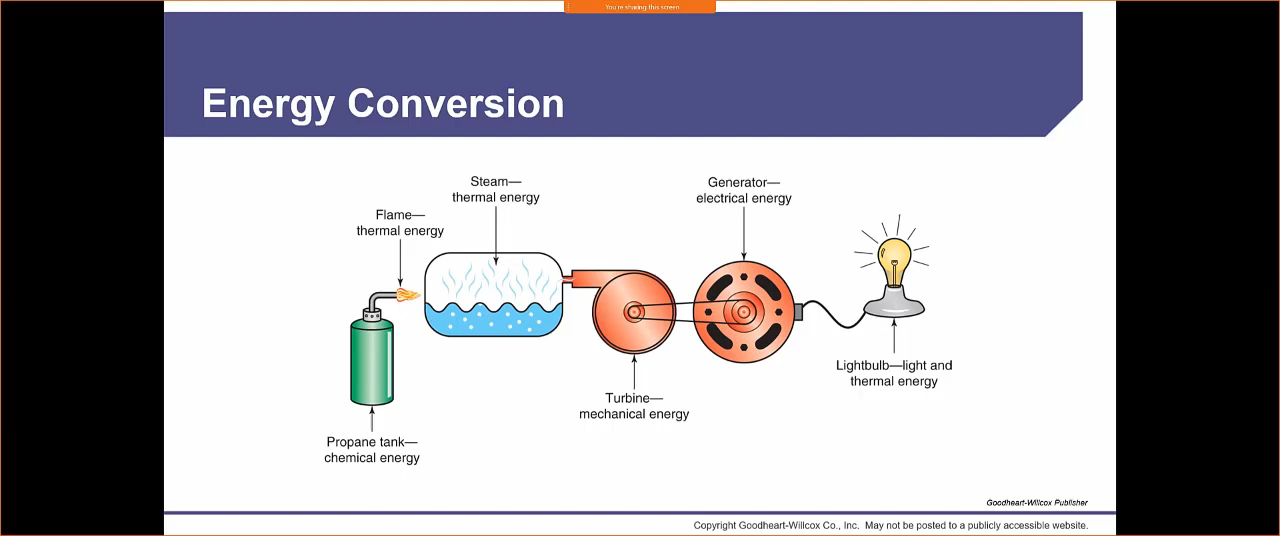 You're sharing this screen
Energy Conversion
Steam—
thermal energy
Flame—
thermal energy
Generator—
electrical energy
Lightbulb—light and
thermal energy
Turbine—
mechanical energy
Propane tank—
chemical energy
Goodheart-Willcox Publisher
Copyright Goodheart-Willcox Co., Inc.  May not be posted to a publicly accessible website.